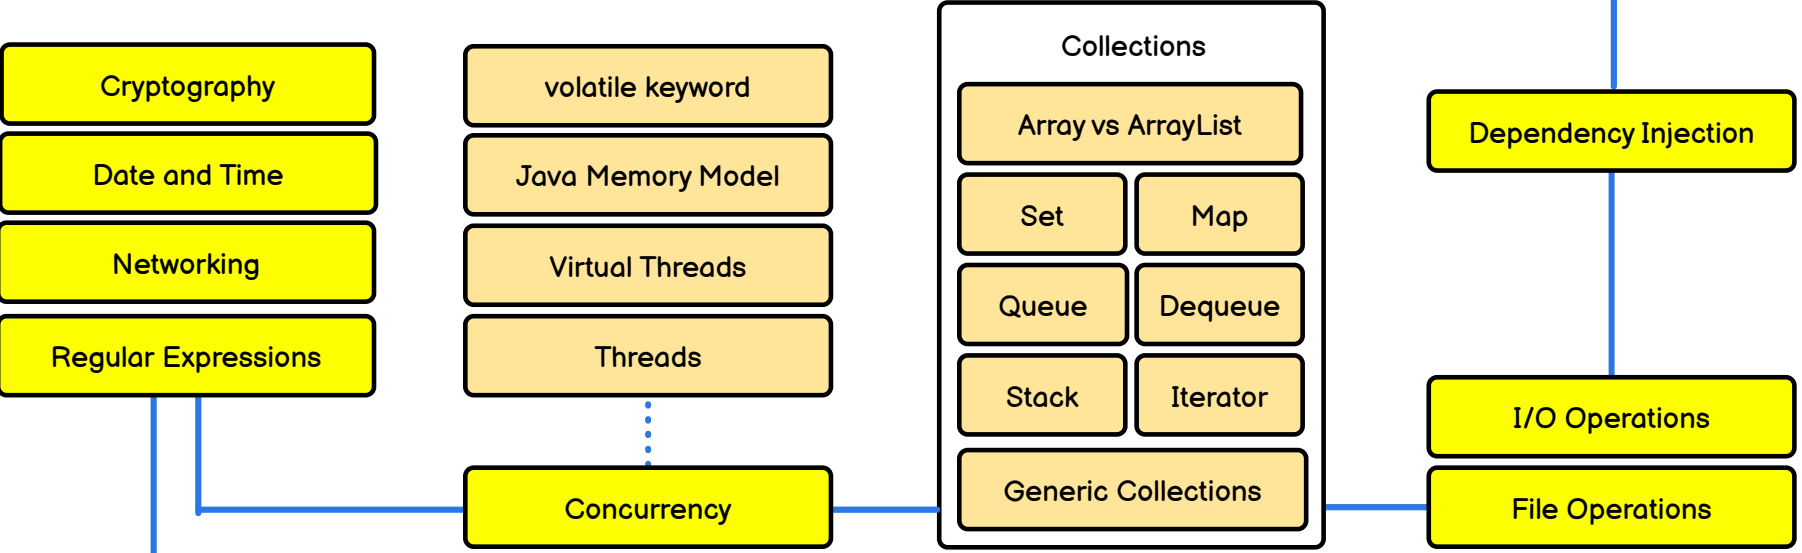 Cryptography
Date and Time
Networking
Regular Expressions
volatile keyword
Java Memory Model
Virtual Threads
Threads
Concurrency
Collections
Array vs ArrayList
Set
Map
Queue
Dequeue
Stack
Iterator
Generic Collections
Dependency Injection
I/O Operations
File Operations